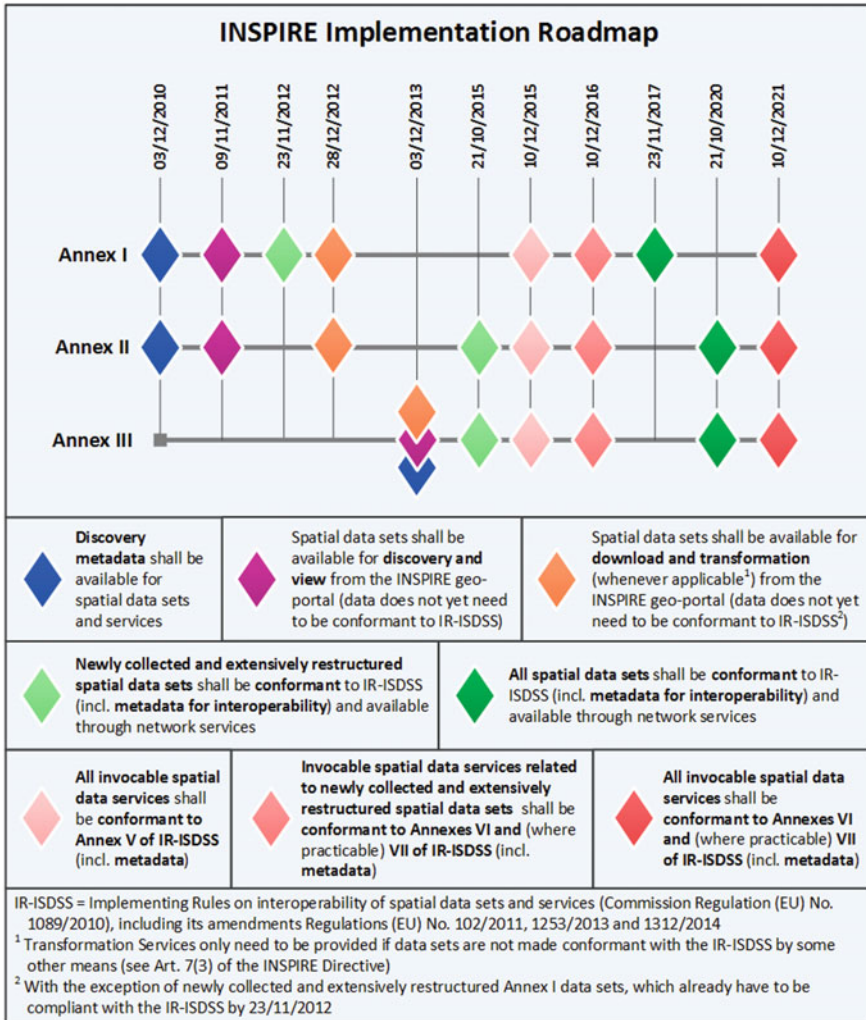 INSPIRE Implementation Roadmap
03/12/2010
09/11/2011
23/11/2012
28/12/2012
03/12/2013
21/10/2015
10/12/2015
10/12/2016
23/11/2017
21/10/2020
10/12/2021
Annex I
Annex II
Annex III
Discovery
metadata shall be
available for
spatial data sets
and services
Spatial data sets shall be
available for discovery and
view from the INSPIRE geo-
portal (data does not yet need
to be conformant to IR-ISDSS)
Spatial data sets shall be available for
download and transformation
(whenever applicable¹) from the
INSPIRE geo-portal (data does not yet
need to be conformant to IR-ISDSS²)
Newly collected and extensively restructured
spatial data sets shall be conformant to IR-ISDSS
(incl. metadata for interoperability) and available
through network services
All spatial data sets shall be conformant to IR-
ISDSS (incl. metadata for interoperability) and
available through network services
All invocable spatial
data services shall
be conformant to
Annex V of IR-ISDSS
(incl. metadata)
Invocable spatial data services related
to newly collected and extensively
restructured spatial data sets shall be
conformant to Annexes VI and (where
practicable) VII of IR-ISDSS (incl.
metadata)
All invocable spatial data
services shall be
conformant to Annexes VI
and (where practicable) VII
of IR-ISDSS (incl. metadata)
IR-ISDSS = Implementing Rules on interoperability of spatial data sets and services (Commission Regulation (EU) No.
1089/2010), including its amendments Regulations (EU) No. 102/2011, 1253/2013 and 1312/2014
¹ Transformation Services only need to be provided if data sets are not made conformant with the IR-ISDSS by some
other means (see Art. 7(3) of the INSPIRE Directive)
² With the exception of newly collected and extensively restructured Annex I data sets, which already have to be
compliant with the IR-ISDSS by 23/11/2012